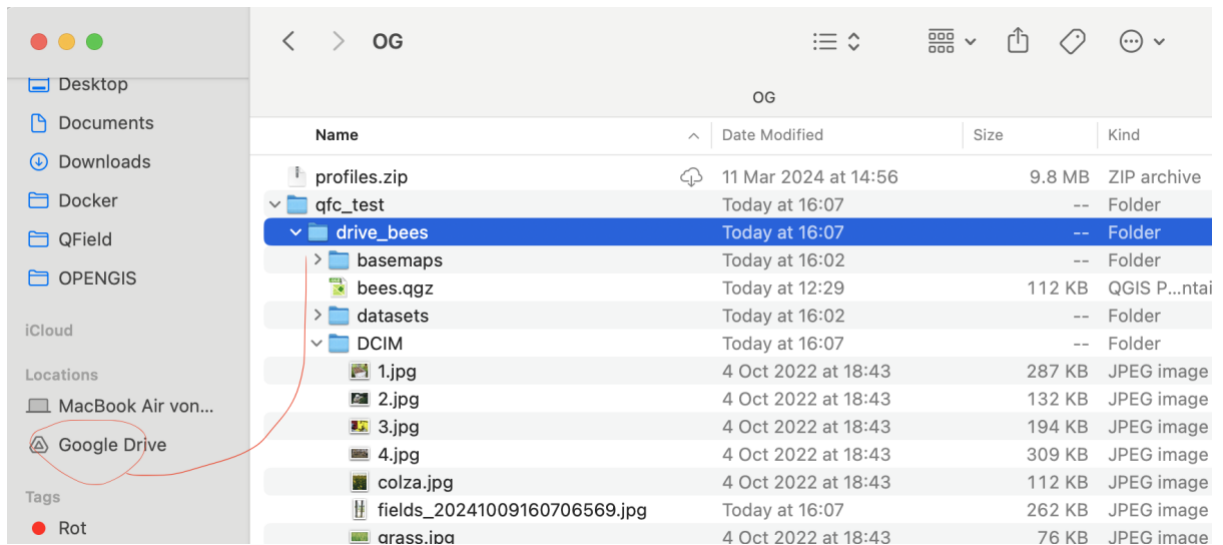 OG
Desktop
Documents
Downloads
Docker
QField
OPENGIS
iCloud
Locations
MacBook Air von...
Google Drive
Tags
Rot
OG
Name Date Modified Size Kind
profiles.zip 11 Mar 2024 at 14:56 9.8 MB ZIP archive
qfc_test Today at 16:07 -- Folder
drive_bees Today at 16:07 -- Folder
basemaps Today at 16:02 -- Folder
bees.qgz Today at 12:29 112 KB QGIS P...ntai
datasets Today at 16:02 -- Folder
DCIM Today at 16:07 -- Folder
1.jpg 4 Oct 2022 at 18:43 287 KB JPEG image
2.jpg 4 Oct 2022 at 18:43 132 KB JPEG image
3.jpg 4 Oct 2022 at 18:43 194 KB JPEG image
4.jpg 4 Oct 2022 at 18:43 309 KB JPEG image
colza.jpg 4 Oct 2022 at 18:43 112 KB JPEG image
fields_20241009160706569.jpg Today at 16:07 262 KB JPEG image
grass.jpg 4 Oct 2022 at 18:43 76 KB JPEG image